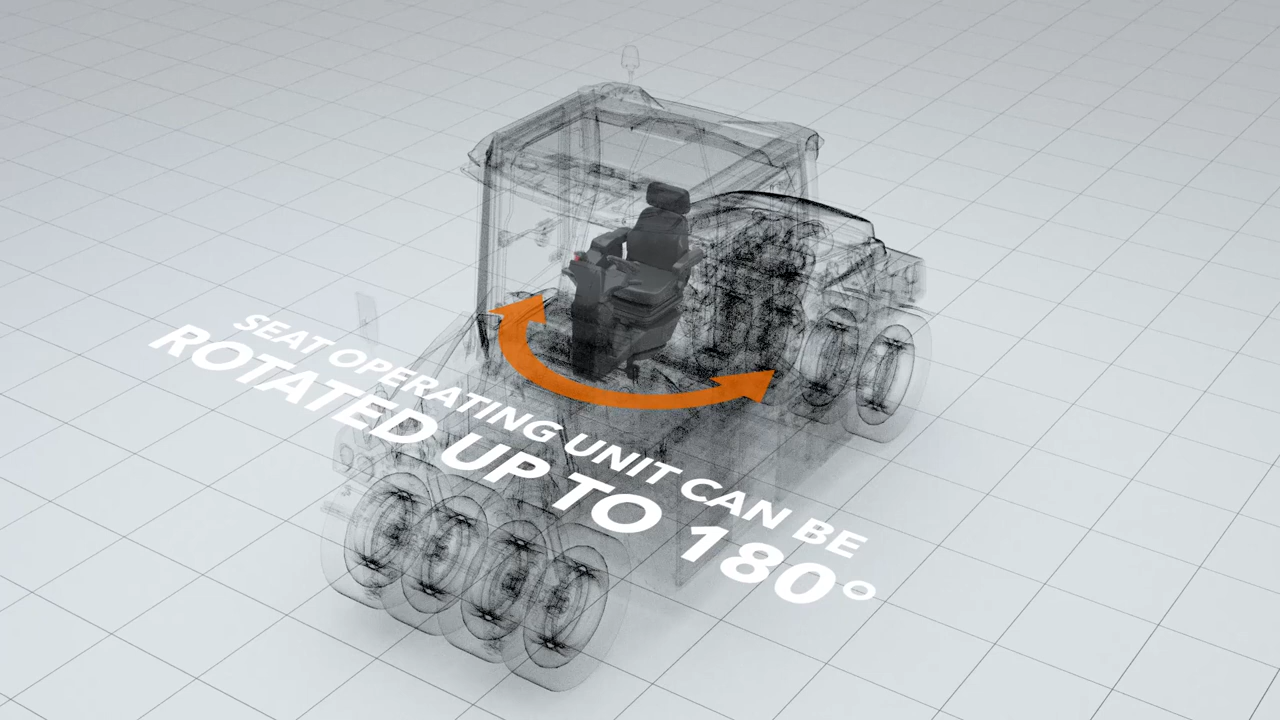 SEAT OPERATING UNIT CAN BE
ROTATED UP TO 180°